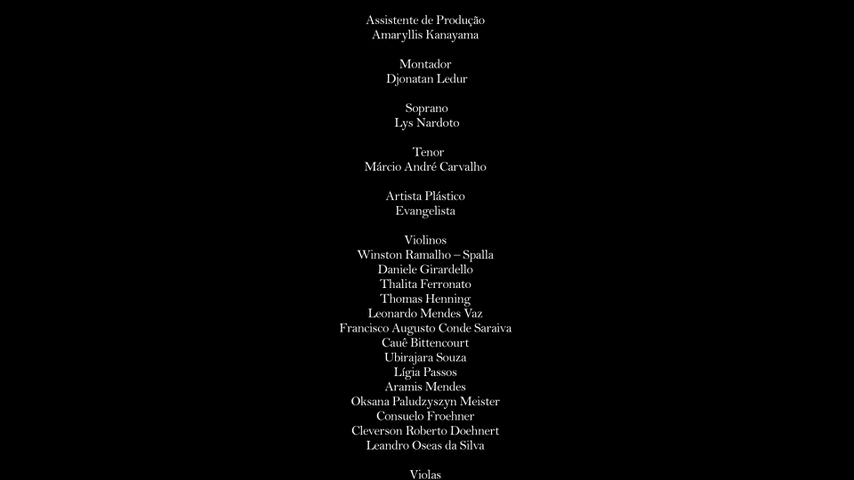 Assistente de Produção
Amaryllis Kanayama
Montador
Djonatan Ledur
Soprano
Lys Nardoto
Tenor
Márcio André Carvalho
Artista Plástico
Evangelista
Violinos
Winston Ramalho – Spalla
Daniele Girardello
Thalita Ferronato
Thomas Henning
Leonardo Mendes Vaz
Francisco Augusto Conde Saraiva
Cauê Bittencourt
Ubirajara Souza
Lígia Passos
Aramis Mendes
Oksana Paludzyszyn Meister
Consuelo Froehner
Cleverson Roberto Doehnert
Leandro Oseas da Silva
Violas